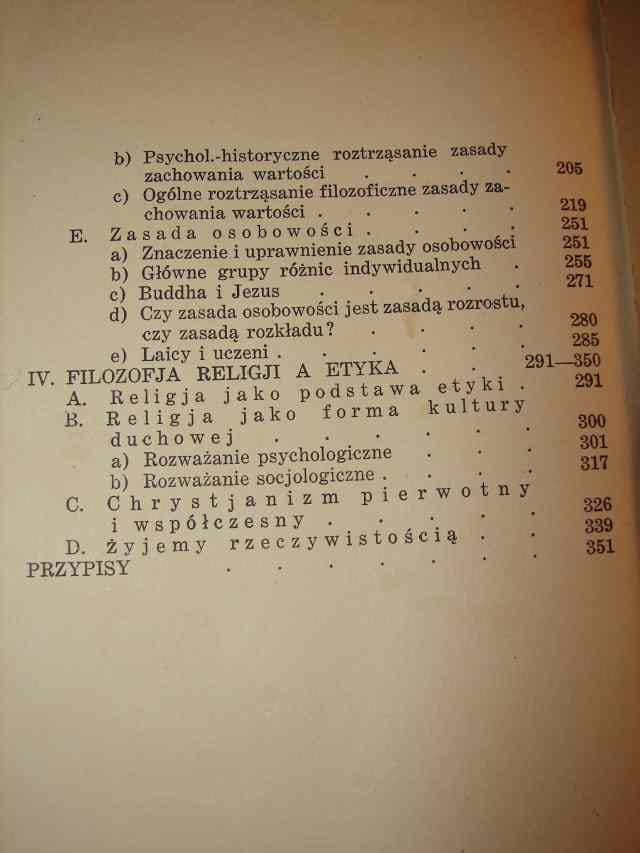 b) Psychol.-historyczne roztrząsanie zasady
zachowania wartości . . . . 205
c) Ogólne roztrząsanie filozoficzne zasady za-
chowania wartości . . . . . 219
E. Zasada osobowości . . . . 251
a) Znaczenie i uprawnienie zasady osobowości 251
b) Główne grupy różnic indywidualnych . 255
c) Buddha i Jezus . . . . . 271
d) Czy zasada osobowości jest zasadą rozrostu,
czy zasadą rozkładu? . . . . 280
e) Laicy i uczeni . . . . . . 285
IV. FILOZOFJA RELIGJI A ETYKA . . 291—350
A. Religja jako podstawa etyki . 291
B. Religja jako forma kultury
duchowej . . . . . . 300
a) Rozważanie psychologiczne . . . 301
b) Rozważanie socjologiczne . . . . 317
C. Chrystjanizm pierwotny
i współczesny . . . . . 326
D. Żyjemy rzeczywistością . . 339
PRZYPISY . . . . . . . 351